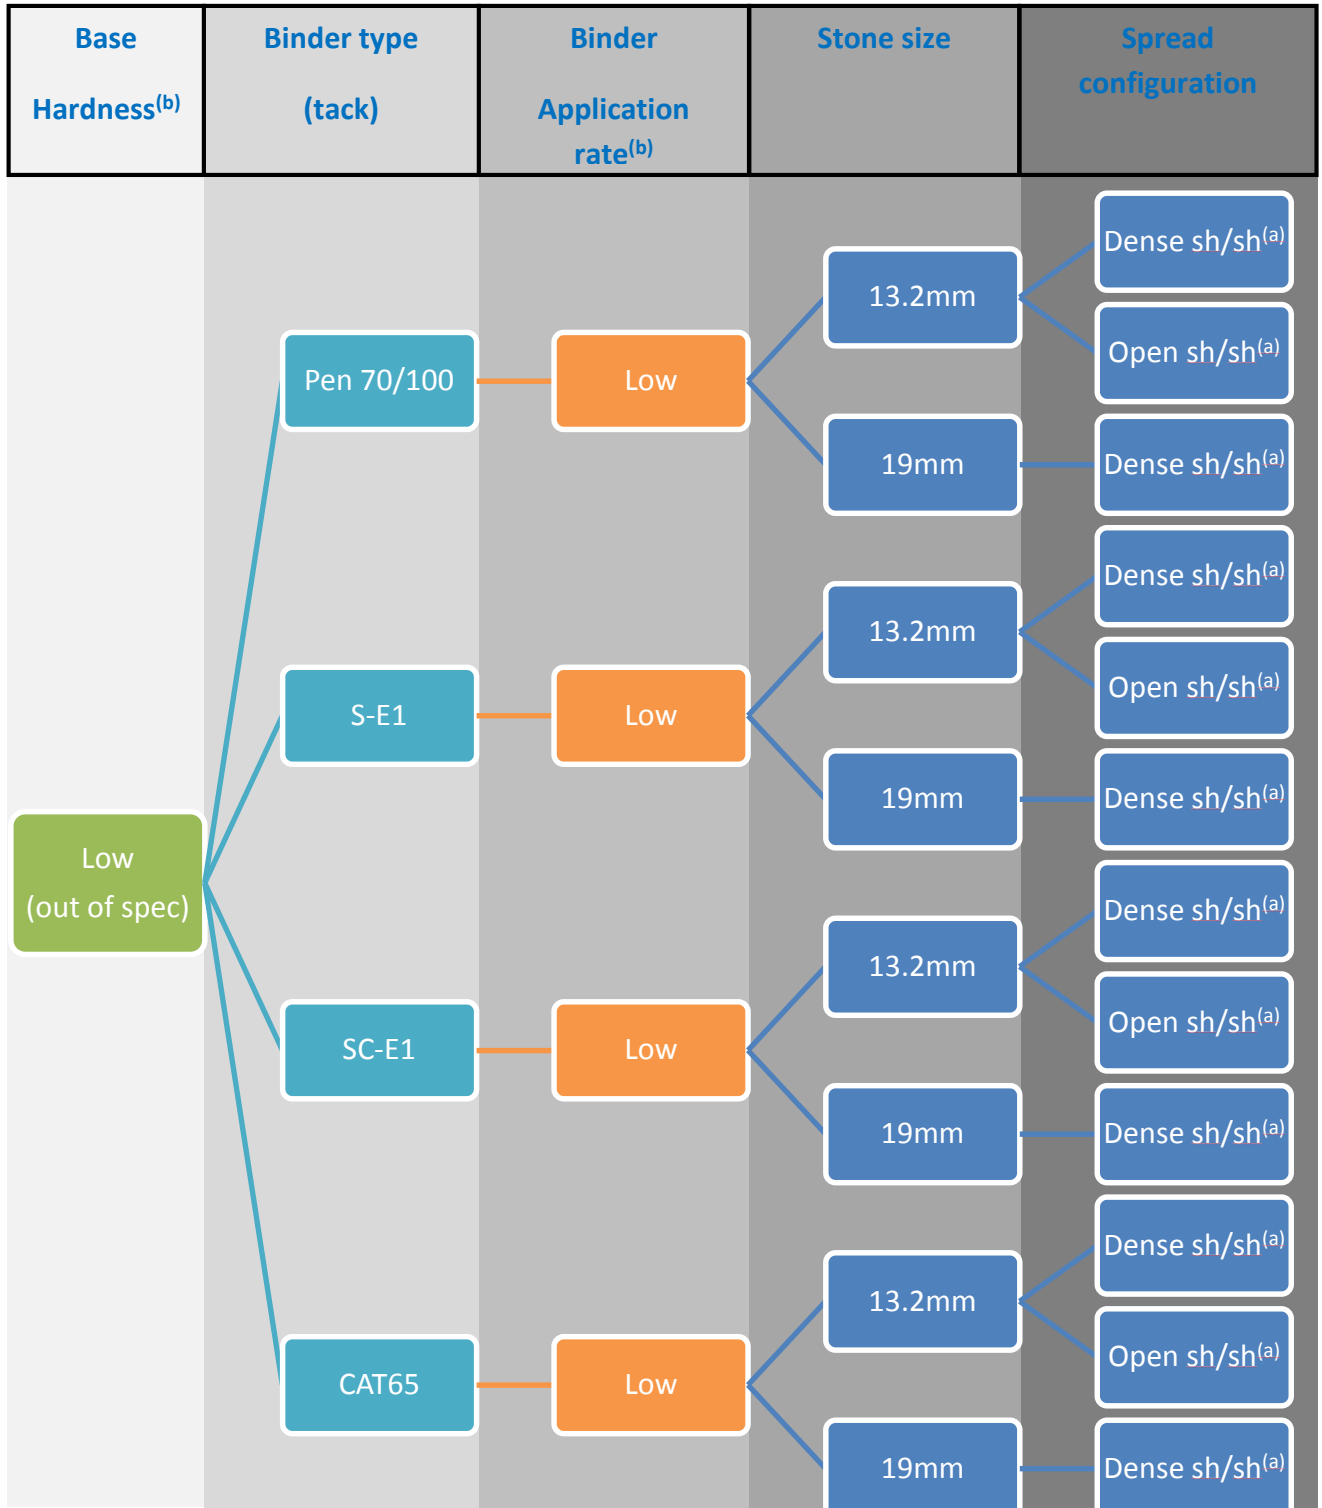 Base
Hardness(b)
Binder type
(tack)
Binder
Application
rate(b)
Stone size
Spread
configuration
Low
(out of spec)
Pen 70/100
Low
13.2mm
Dense sh/sh(a)
Open sh/sh(a)
19mm
Dense sh/sh(a)
S-E1
Low
13.2mm
Dense sh/sh(a)
Open sh/sh(a)
19mm
Dense sh/sh(a)
SC-E1
Low
13.2mm
Dense sh/sh(a)
Open sh/sh(a)
19mm
Dense sh/sh(a)
CAT65
Low
13.2mm
Dense sh/sh(a)
Open sh/sh(a)
19mm
Dense sh/sh(a)